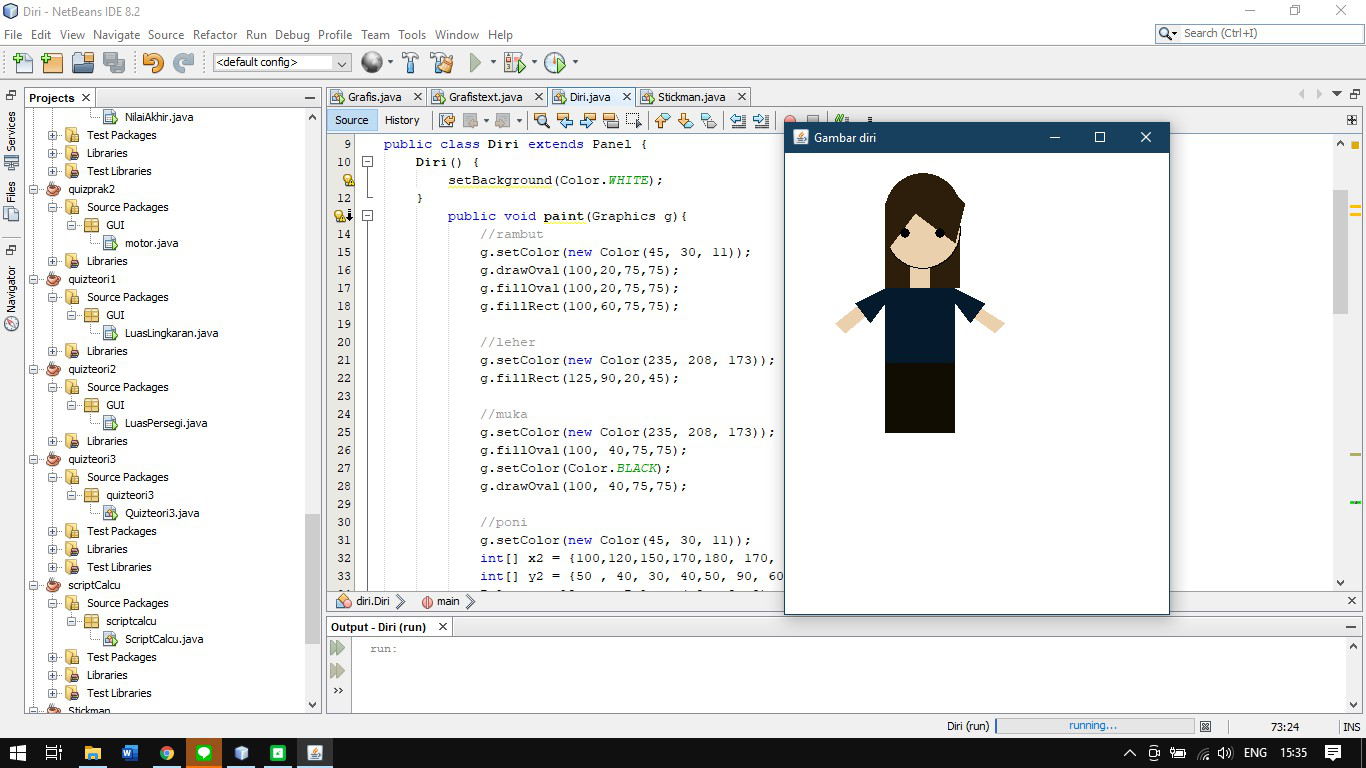 Diri - NetBeans IDE 8.2
File Edit View Navigate Source Refactor Run Debug Profile Team Tools Window Help
Search (Ctrl+I)
<default config>
Services
Files
Navigator
Projects
NilaiAkhir.java
Test Packages
Libraries
Test Libraries
quizprak2
Source Packages
GUI
motor.java
Libraries
quizteori1
Source Packages
GUI
LuasLingkaran.java
Libraries
quizteori2
Source Packages
GUI
LuasPersegi.java
Libraries
quizteori3
Source Packages
quizteori3
Quizteori3.java
Test Packages
Libraries
Test Libraries
scriptCalcu
Source Packages
scriptcalcu
ScriptCalcu.java
Test Packages
Libraries
Test Libraries
Stickman
Grafis.java Grafistext.java Diri.java Stickman.java
Source History
9 public class Diri extends Panel {
10 Diri() {
setBackground(Color.WHITE);
12 }
public void paint(Graphics g){
14 //rambut
15 g.setColor(new Color(45, 30, 11));
16 g.drawOval(100,20,75,75);
17 g.fillOval(100,20,75,75);
18 g.fillRect(100,60,75,75);
19
20 //leher
21 g.setColor(new Color(235, 208, 173));
22 g.fillRect(125,90,20,45);
23
24 //muka
25 g.setColor(new Color(235, 208, 173));
26 g.fillOval(100, 40,75,75);
27 g.setColor(Color.BLACK);
28 g.drawOval(100, 40,75,75);
29
30 //poni
31 g.setColor(new Color(45, 30, 11));
32 int[] x2 = {100,120,150,170,180, 170,
33 int[] y2 = {50 , 40, 30, 40,50, 90, 60
diri.Diri main
Gambar diri
Output - Diri (run)
run:
Diri (run) running... 73:24 INS
ENG 15:35